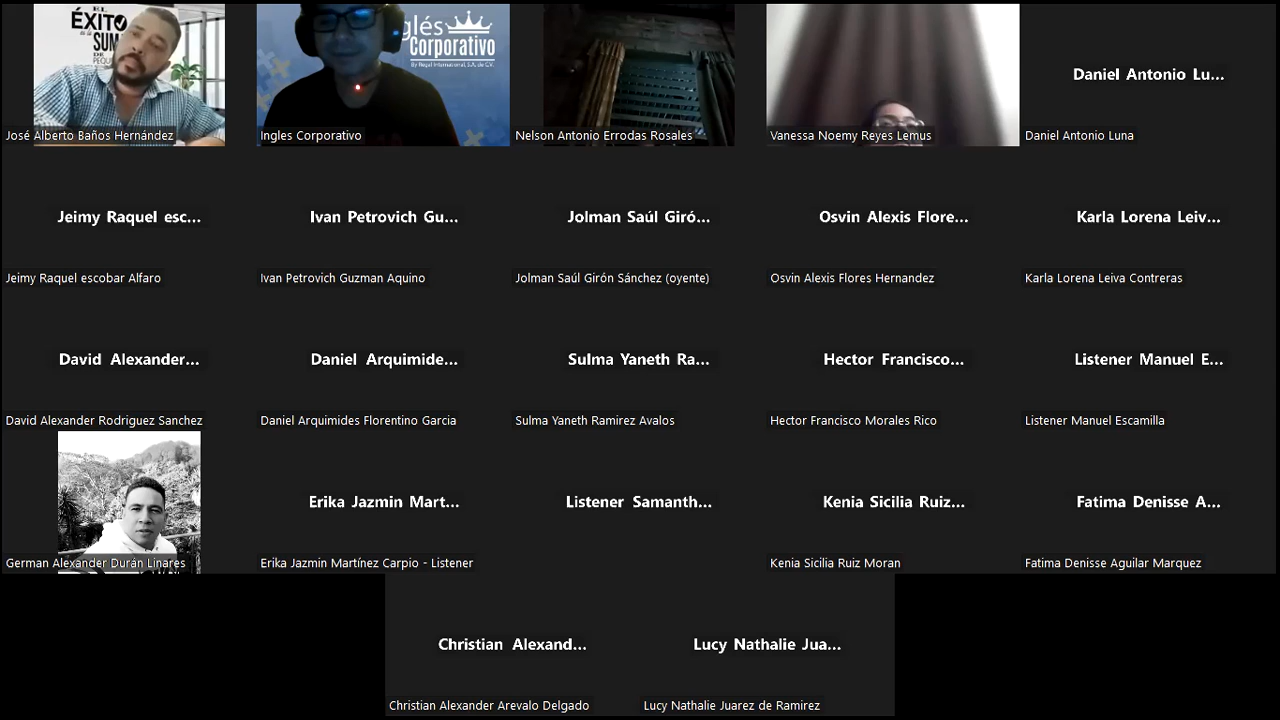 EL
ÉXITO
SUM
DE
José Alberto Baños Hernández
glés
Corporativo
By Regal International, S.A. de C.V.
Ingles Corporativo
Nelson Antonio Errodas Rosales
Vanessa Noemy Reyes Lemus
Daniel Antonio Lu...
Daniel Antonio Luna
Jeimy Raquel esc...
Jeimy Raquel escobar Alfaro
Ivan Petrovich Gu...
Ivan Petrovich Guzman Aquino
Jolman Saúl Giró...
Jolman Saúl Girón Sánchez (oyente)
Osvin Alexis Flore...
Osvin Alexis Flores Hernandez
Karla Lorena Leiv...
Karla Lorena Leiva Contreras
David Alexander...
David Alexander Rodriguez Sanchez
Daniel Arquimide...
Daniel Arquimides Florentino Garcia
Sulma Yaneth Ra...
Sulma Yaneth Ramirez Avalos
Hector Francisco...
Hector Francisco Morales Rico
Listener Manuel E...
Listener Manuel Escamilla
German Alexander Durán Linares
Erika Jazmin Mart...
Erika Jazmin Martínez Carpio - Listener
Listener Samanth...
Kenia Sicilia Ruiz...
Kenia Sicilia Ruiz Moran
Fatima Denisse A...
Fatima Denisse Aguilar Marquez
Christian Alexand...
Christian Alexander Arevalo Delgado
Lucy Nathalie Jua...
Lucy Nathalie Juarez de Ramirez